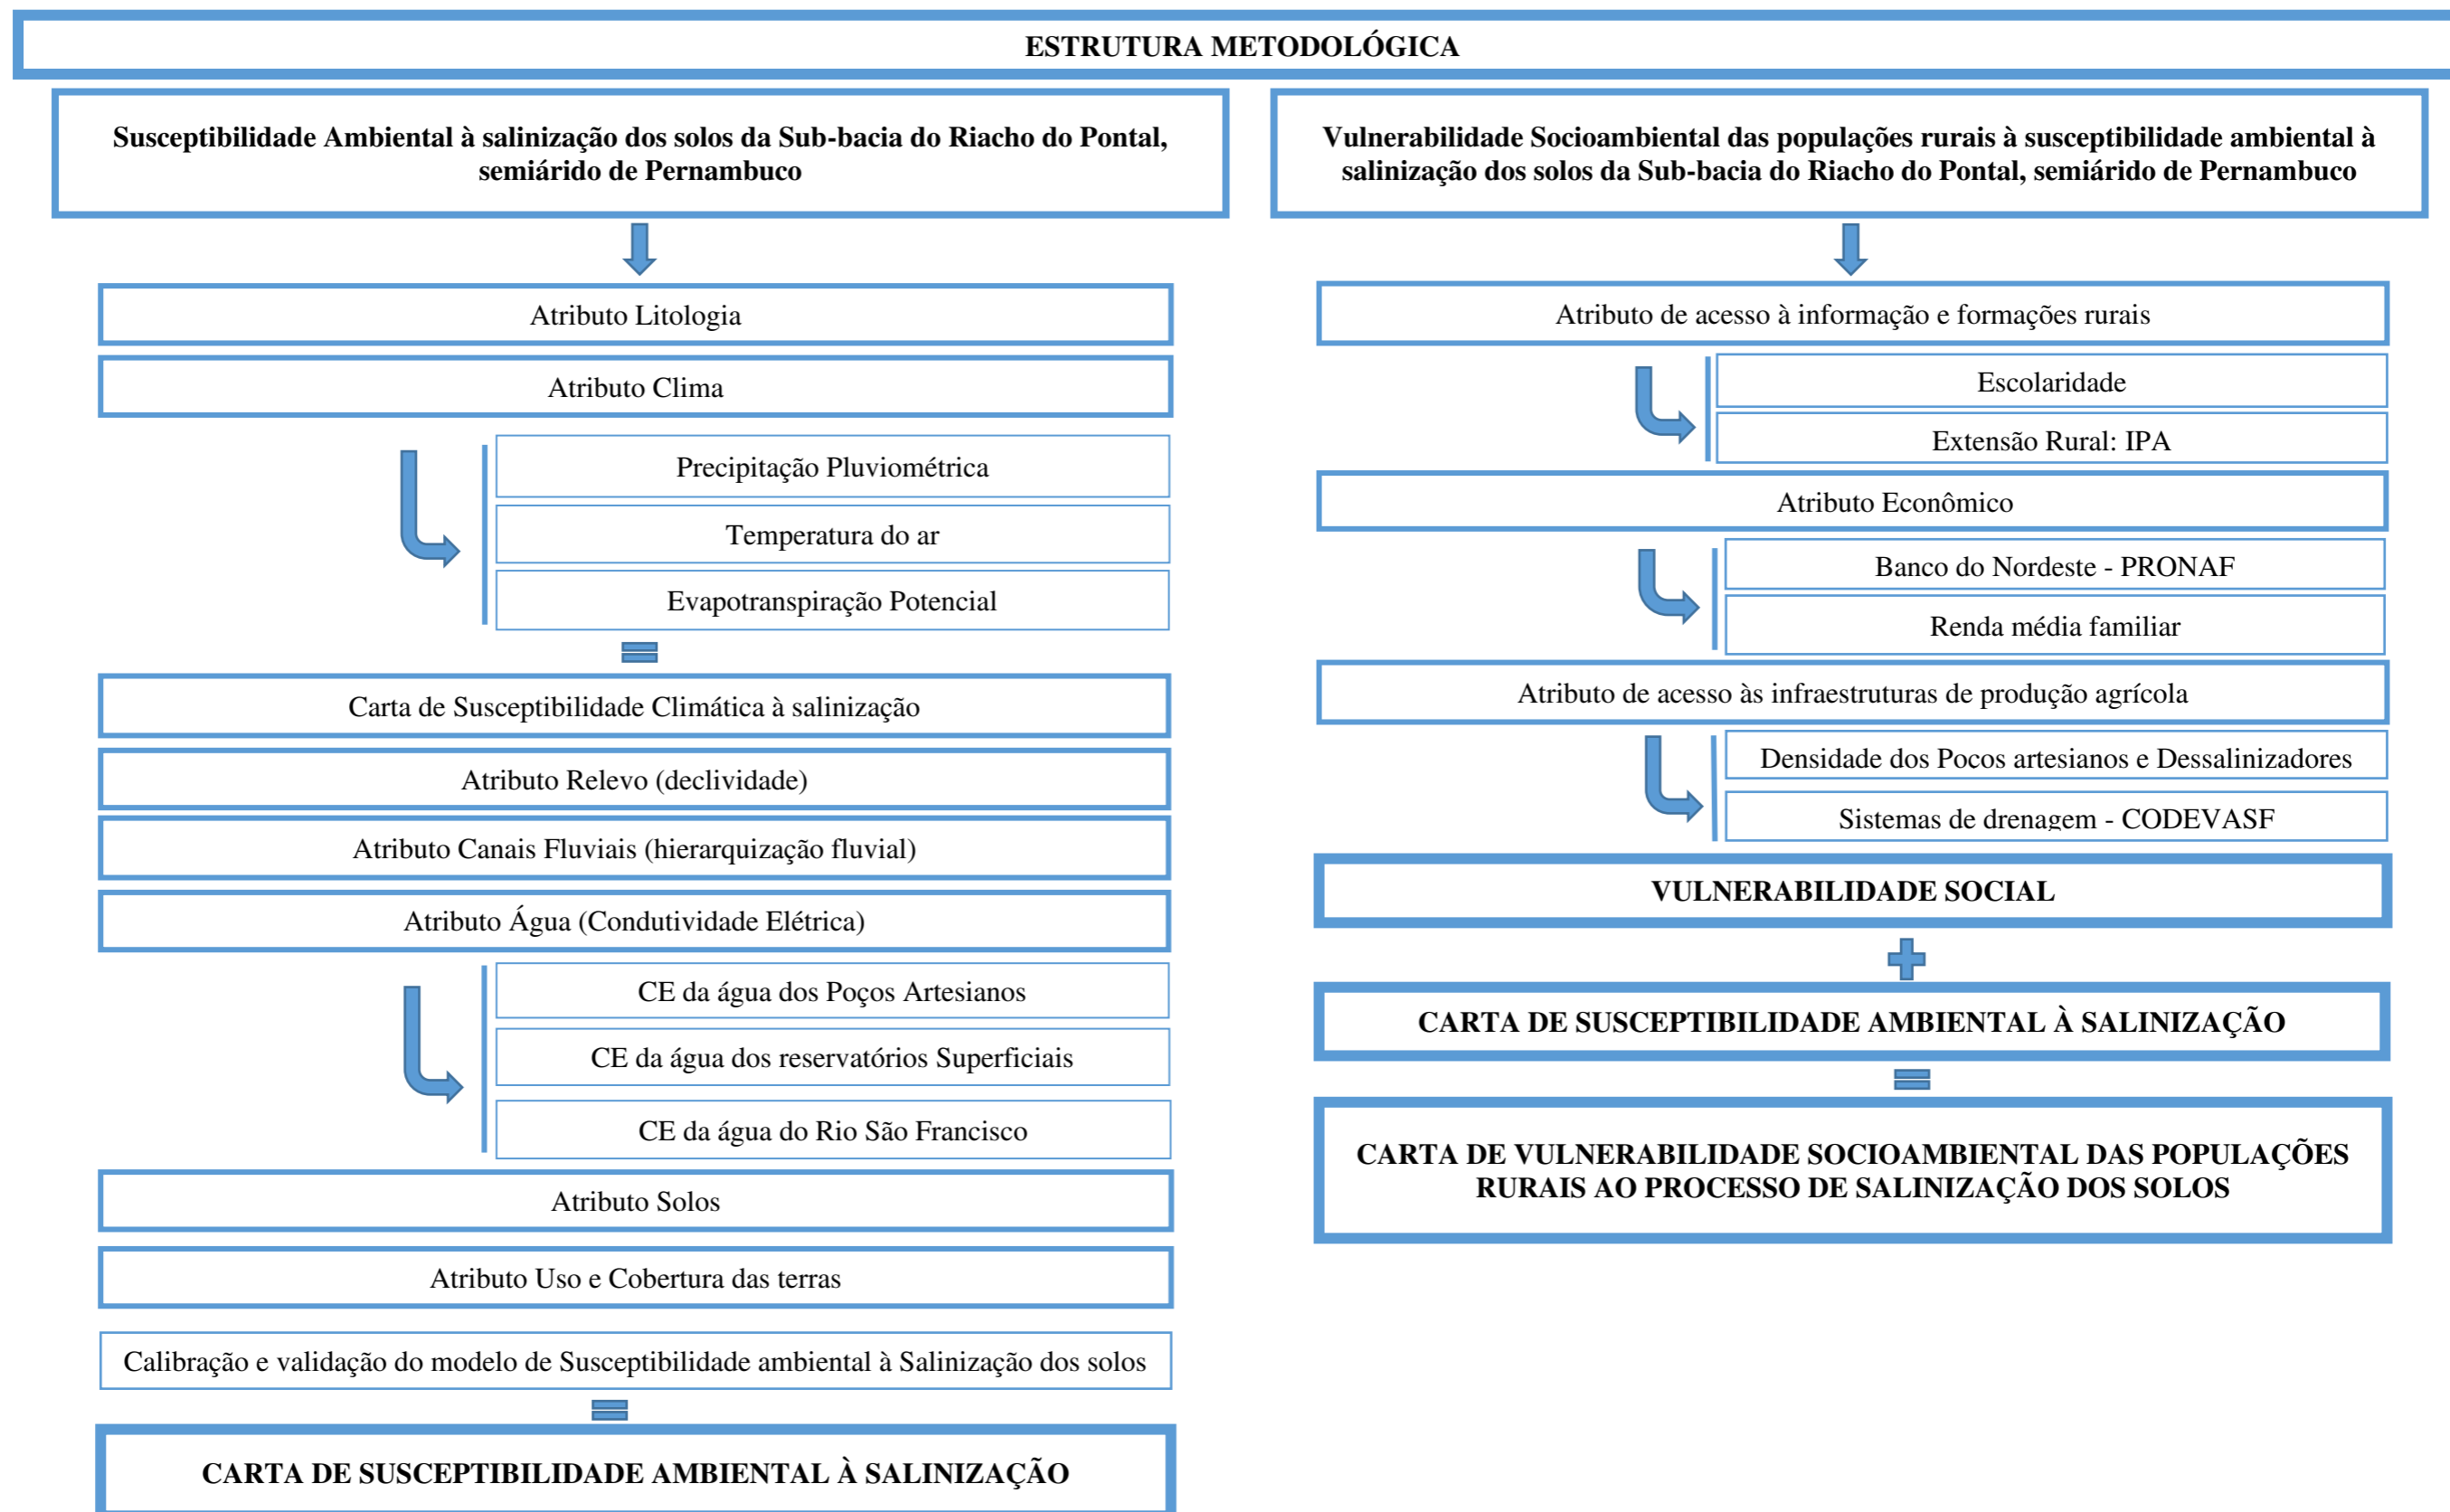 ESTRUTURA METODOLÓGICA
Susceptibilidade Ambiental à salinização dos solos da Sub-bacia do Riacho do Pontal,
semiárido de Pernambuco
Atributo Litologia
Atributo Clima
Precipitação Pluviométrica
Temperatura do ar
Evapotranspiração Potencial
Carta de Susceptibilidade Climática à salinização
Atributo Relevo (declividade)
Atributo Canais Fluviais (hierarquização fluvial)
Atributo Água (Condutividade Elétrica)
CE da água dos Poços Artesianos
CE da água dos reservatórios Superficiais
CE da água do Rio São Francisco
Atributo Solos
Atributo Uso e Cobertura das terras
Calibração e validação do modelo de Susceptibilidade ambiental à Salinização dos solos
CARTA DE SUSCEPTIBILIDADE AMBIENTAL À SALINIZAÇÃO
Vulnerabilidade Socioambiental das populações rurais à susceptibilidade ambiental à
salinização dos solos da Sub-bacia do Riacho do Pontal, semiárido de Pernambuco
Atributo de acesso à informação e formações rurais
Escolaridade
Extensão Rural: IPA
Atributo Econômico
Banco do Nordeste - PRONAF
Renda média familiar
Atributo de acesso às infraestruturas de produção agrícola
Densidade dos Pocos artesianos e Dessalinizadores
Sistemas de drenagem - CODEVASF
VULNERABILIDADE SOCIAL
CARTA DE SUSCEPTIBILIDADE AMBIENTAL À SALINIZAÇÃO
CARTA DE VULNERABILIDADE SOCIOAMBIENTAL DAS POPULAÇÕES
RURAIS AO PROCESSO DE SALINIZAÇÃO DOS SOLOS